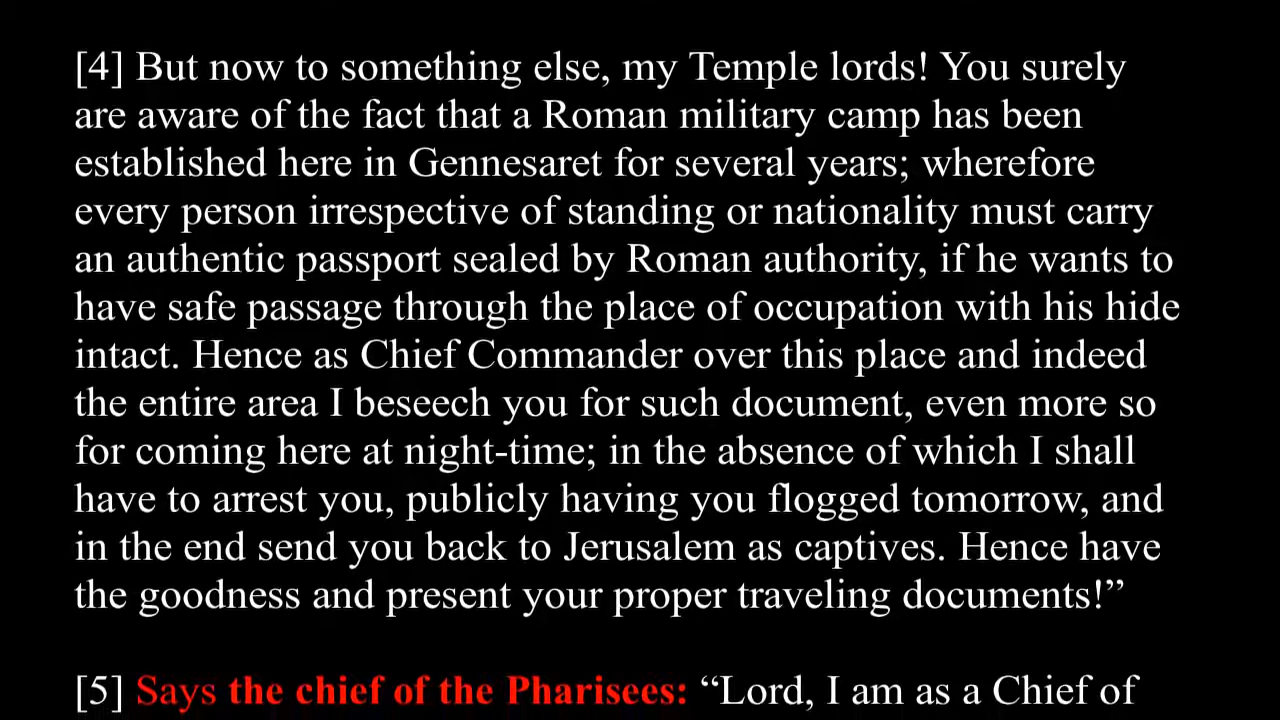 [4] But now to something else, my Temple lords! You surely
are aware of the fact that a Roman military camp has been
established here in Gennesaret for several years; wherefore
every person irrespective of standing or nationality must carry
an authentic passport sealed by Roman authority, if he wants to
have safe passage through the place of occupation with his hide
intact. Hence as Chief Commander over this place and indeed
the entire area I beseech you for such document, even more so
for coming here at night-time; in the absence of which I shall
have to arrest you, publicly having you flogged tomorrow, and
in the end send you back to Jerusalem as captives. Hence have
the goodness and present your proper traveling documents!”
[5] Says the chief of the Pharisees: “Lord, I am as a Chief of